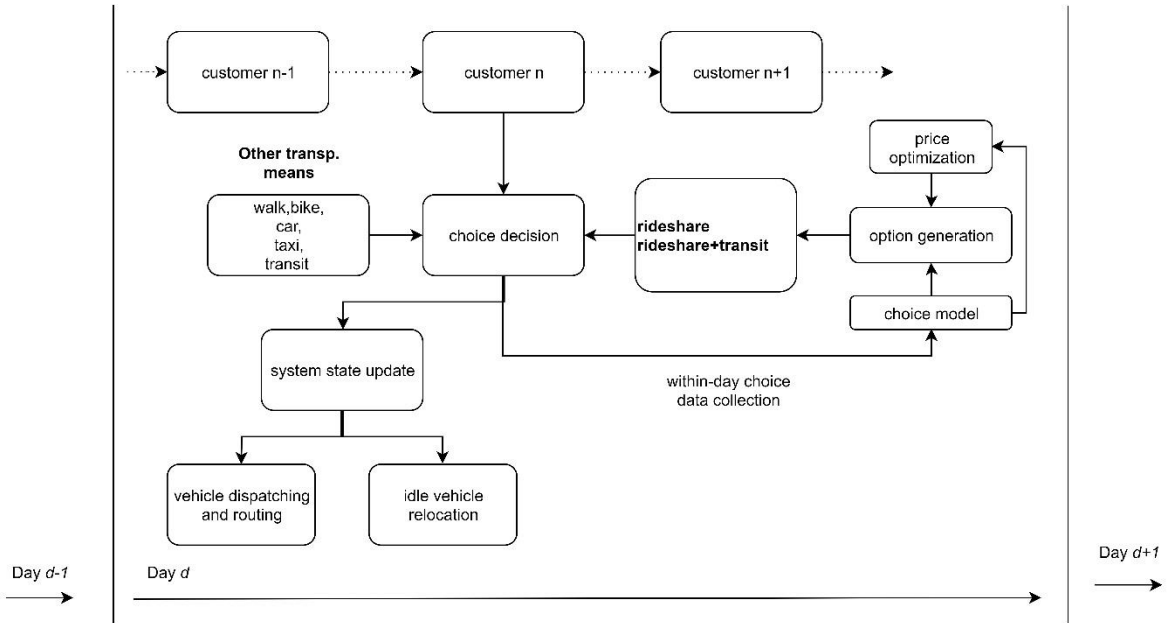 customer n-1
customer n
customer n+1
price
optimization
Other transp.
means
walk,bike,
car,
taxi,
transit
choice decision
rideshare
rideshare+transit
option generation
choice model
system state update
within-day choice
data collection
vehicle dispatching
and routing
idle vehicle
relocation
Day d-1
Day d
Day d+1